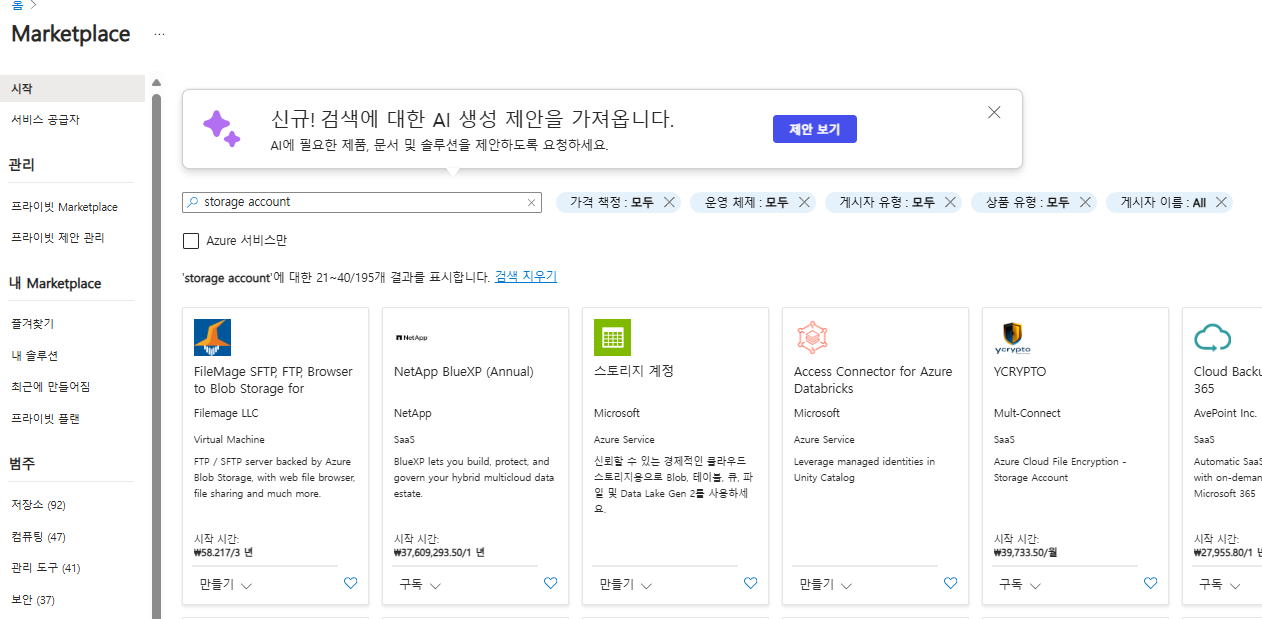 홈
Marketplace ...
시작
서비스 공급자
관리
프라이빗 Marketplace
프라이빗 제안 관리
내 Marketplace
즐겨찾기
내 솔루션
최근에 만들어짐
프라이빗 플랜
범주
저장소 (92)
컴퓨팅 (47)
관리 도구 (41)
보안 (37)
신규! 검색에 대한 AI 생성 제안을 가져옵니다.
AI에 필요한 제품, 문서 및 솔루션을 제안하도록 요청하세요.
제안 보기
storage account
가격 책정 : 모두
운영 체제 : 모두
게시자 유형 : 모두
상품 유형 : 모두
게시자 이름 : All
Azure 서비스만
'storage account'에 대한 21~40/195개 결과를 표시합니다. 검색 지우기
FileMage SFTP, FTP, Browser
to Blob Storage for
Filemage LLC
Virtual Machine
FTP / SFTP server backed by Azure
Blob Storage, with web file browser,
file sharing and much more.
시작 시간:
₩58.217/3 년
만들기
NetApp
NetApp BlueXP (Annual)
NetApp
SaaS
BlueXP lets you build, protect, and
govern your hybrid multicloud data
estate.
시작 시간:
₩37,609,293.50/1 년
구독
스토리지 계정
Microsoft
Azure Service
신뢰할 수 있는 경제적인 클라우드
스토리지용으로 Blob, 테이블, 큐, 파
일 및 Data Lake Gen 2를 사용하세
요.
만들기
Access Connector for Azure
Databricks
Microsoft
Azure Service
Leverage managed identities in
Unity Catalog
만들기
ycrypto
YCRYPTO
Mult-Connect
SaaS
Azure Cloud File Encryption -
Storage Account
시작 시간:
₩39,733.50/월
구독
Cloud Backu
365
AvePoint Inc.
SaaS
Automatic SaaS
with on-deman
Microsoft 365
시작 시간:
₩27,955.80/1 년
구독